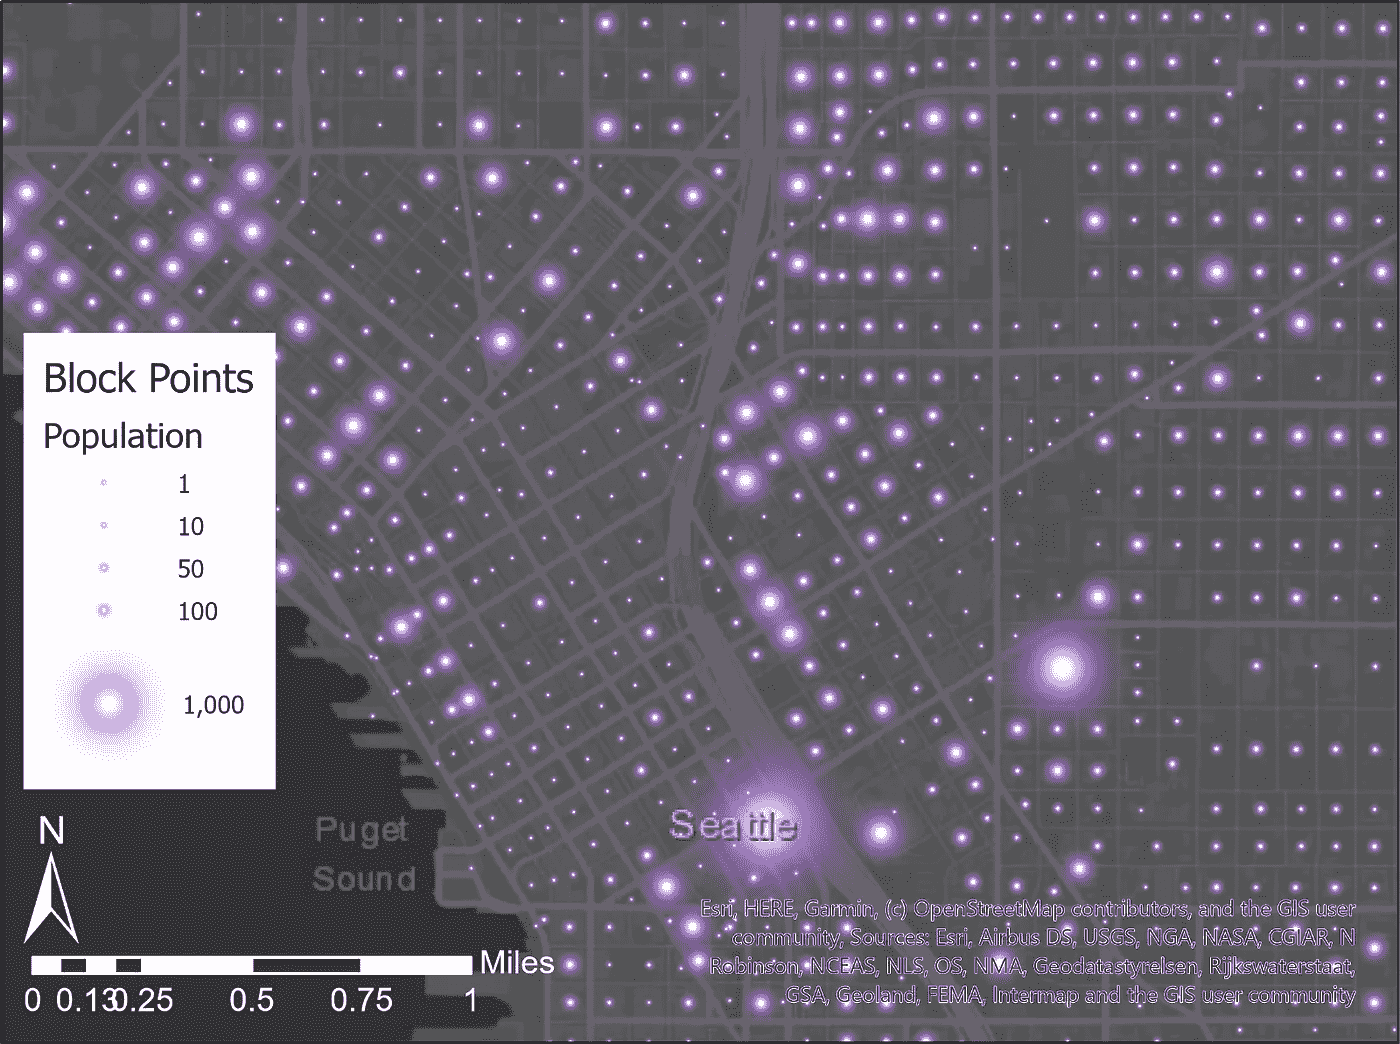 Block Points
Population
1
10
50
100
1,000
N
Puget
Sound
Seattle
Miles
0 0.13 0.25 0.5 0.75 1
Esri, HERE, Garmin, (c) OpenStreetMap contributors, and the GIS user
community, Sources: Esri, Airbus DS, USGS, NGA, NASA, CGIAR, N
Robinson, NCEAS, NLS, OS, NMA, Geodatastyrelsen, Rijkswaterstaat,
GSA, Geoland, FEMA, Intermap and the GIS user community